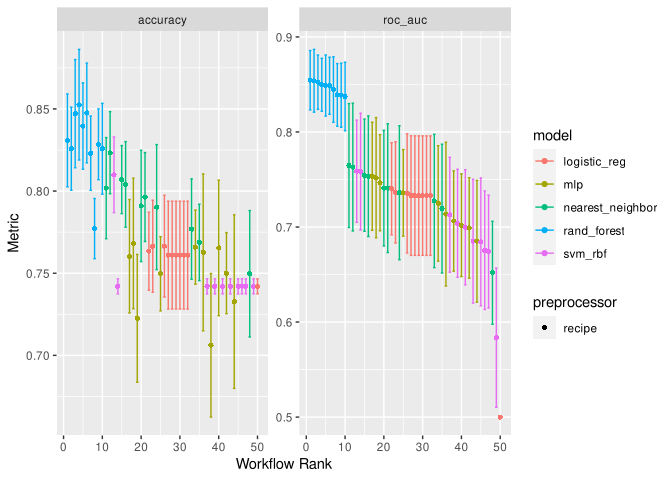 accuracy
roc_auc
Metric
0.85
0.80
0.75
0.70
0.9
0.8
0.7
0.6
0.5
0 10 20 30 40 50
0 10 20 30 40 50
Workflow Rank
model
logistic_reg
mlp
nearest_neighbor
rand_forest
svm_rbf
preprocessor
recipe